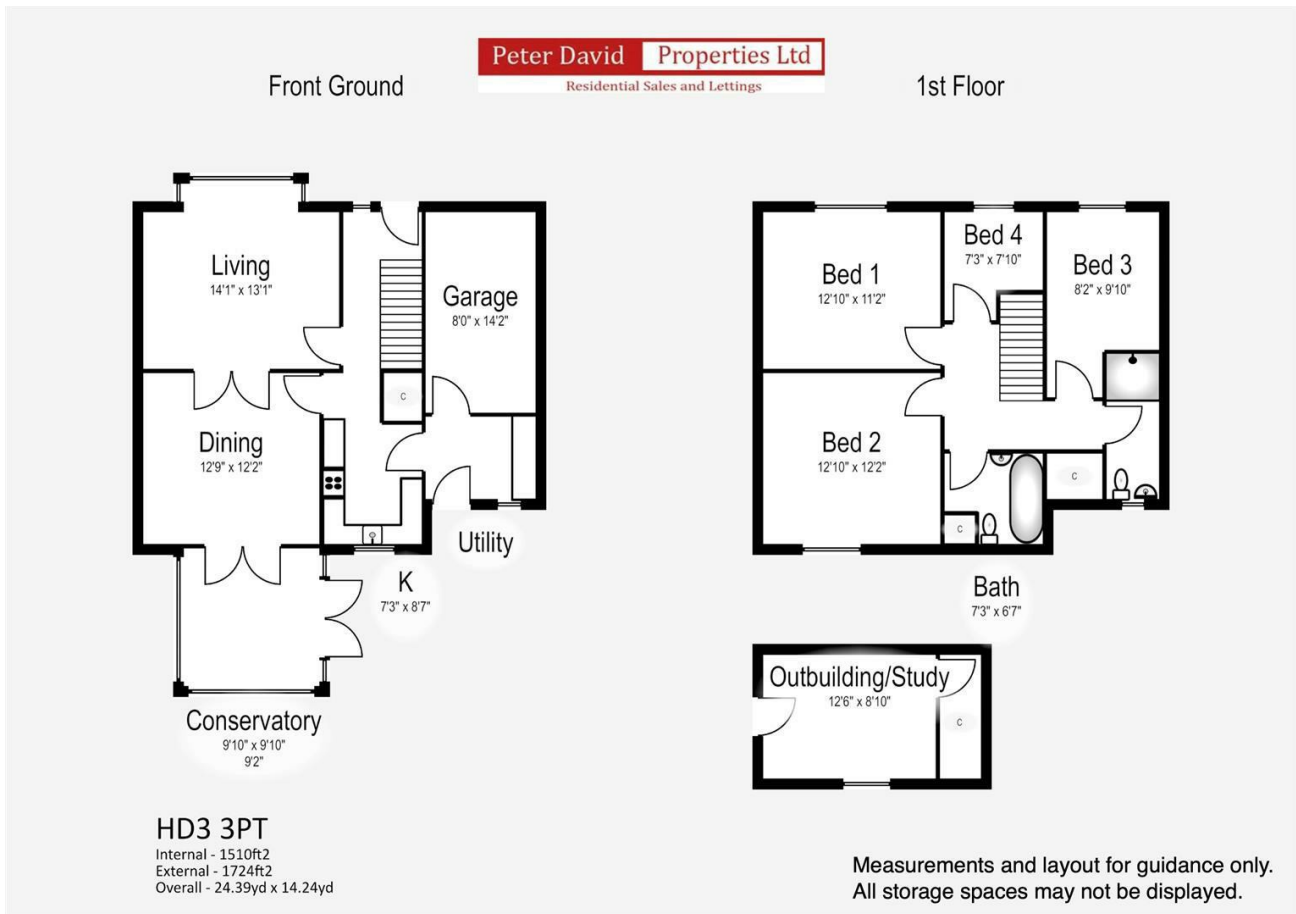 Peter David Properties Ltd
Residential Sales and Lettings
Front Ground
1st Floor
Living
14'1" x 13'1"
Garage
8'0" x 14'2"
C
Dining
12'9" x 12'2"
Utility
K
7'3" x 8'7"
Conservatory
9'10" x 9'10"
9'2"
Bed 1
12'10" x 11'2"
Bed 4
7'3" x 7'10"
Bed 3
8'2" x 9'10"
Bed 2
12'10" x 12'2"
C
C
Bath
7'3" x 6'7"
Outbuilding/Study
12'6" x 8'10"
C
HD3 3PT
Internal - 1510ft2
External - 1724ft2
Overall - 24.39yd x 14.24yd
Measurements and layout for guidance only.
All storage spaces may not be displayed.